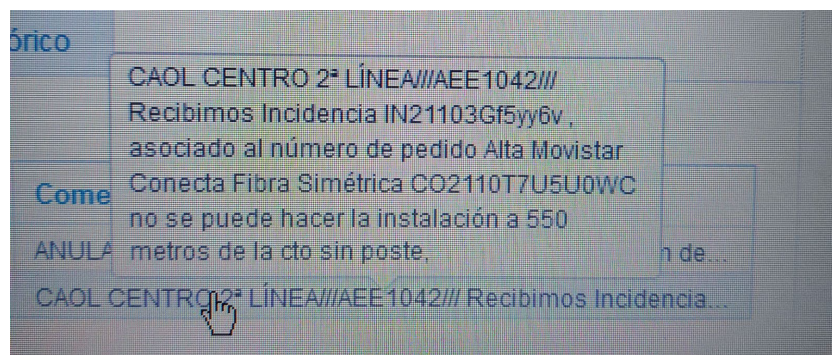 órico
CAOL CENTRO 2ª LÍNEA///AEE1042///
Recibimos Incidencia IN21103Gf5yy6v ,
asociado al número de pedido Alta Movistar
Conecta Fibra Simétrica CO2110T7U5U0WC
no se puede hacer la instalación a 550
metros de la cto sin poste,
Come
ANULA
n de...
CAOL CENTRO 2ª LÍNEA///AEE1042/// Recibimos Incidencia...